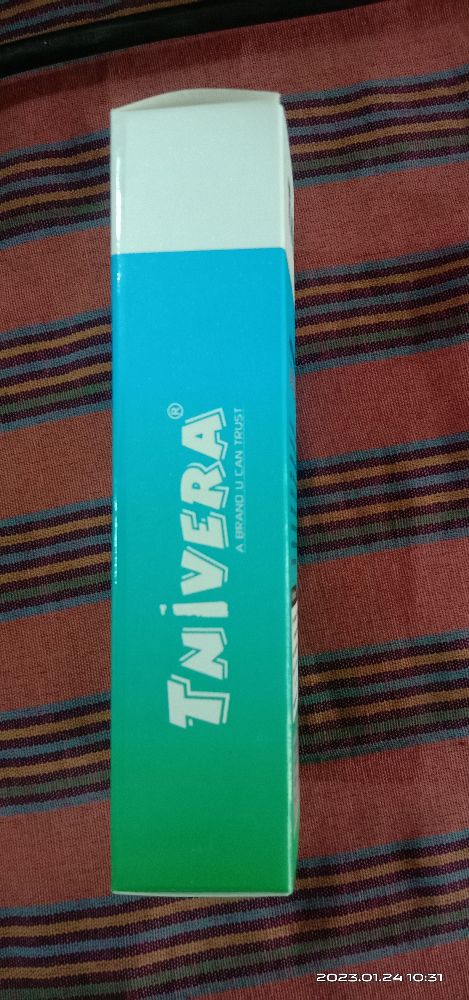 TNiVERA®
A BRAND U CAN TRUST
2023.01.24 10:31